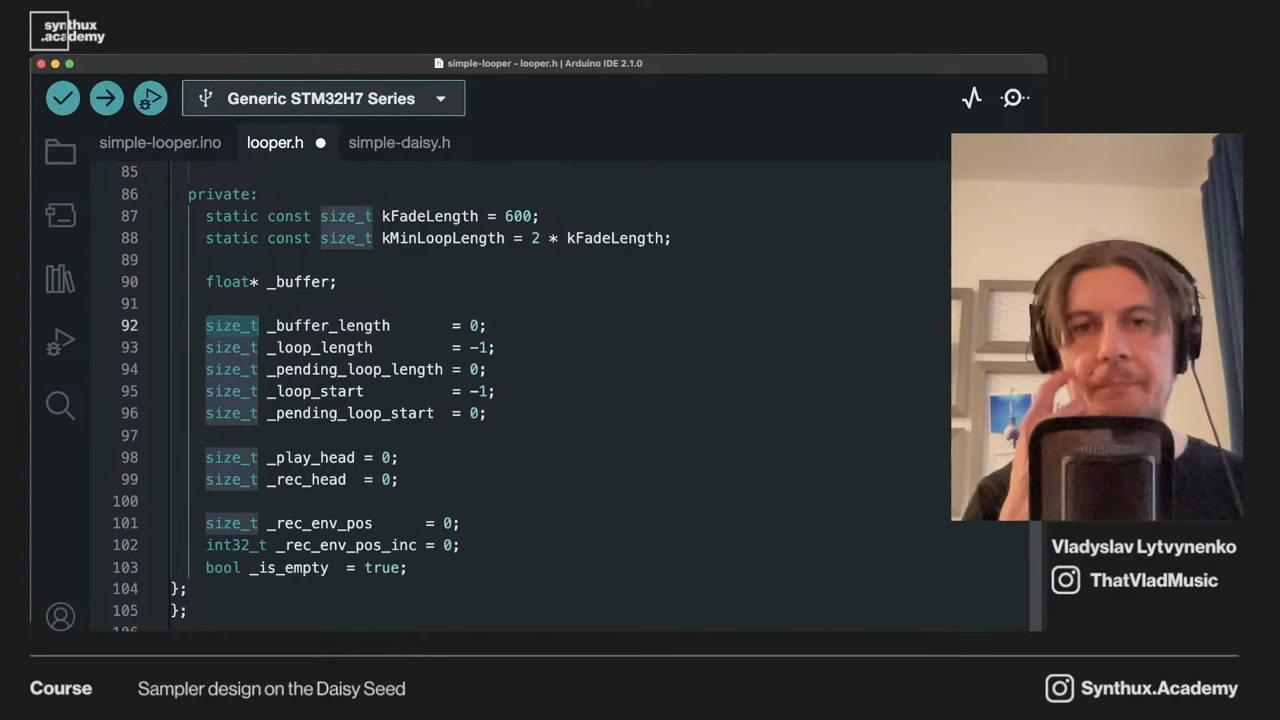 synthux
.academy
simple-looper - looper.h | Arduino IDE 2.1.0
Generic STM32H7 Series
simple-looper.ino looper.h simple-daisy.h
85
86 private:
87 static const size_t kFadeLength = 600;
88 static const size_t kMinLoopLength = 2 * kFadeLength;
89
90 float* _buffer;
91
92 size_t _buffer_length = 0;
93 size_t _loop_length = -1;
94 size_t _pending_loop_length = 0;
95 size_t _loop_start = -1;
96 size_t _pending_loop_start = 0;
97
98 size_t _play_head = 0;
99 size_t _rec_head = 0;
100
101 size_t _rec_env_pos = 0;
102 int32_t _rec_env_pos_inc = 0;
103 bool _is_empty = true;
104 };
105 };
Vladyslav Lytvynenko
ThatVladMusic
Course Sampler design on the Daisy Seed
Synthux.Academy